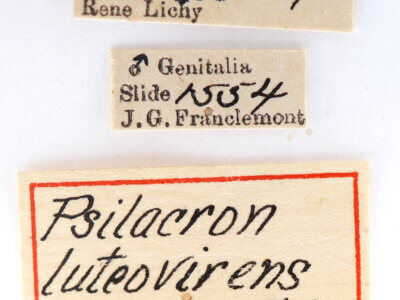 Rene Lichy
♂ Genitalia
Slide 1554
J. G. Franclemont
Psilacron
luteovirens